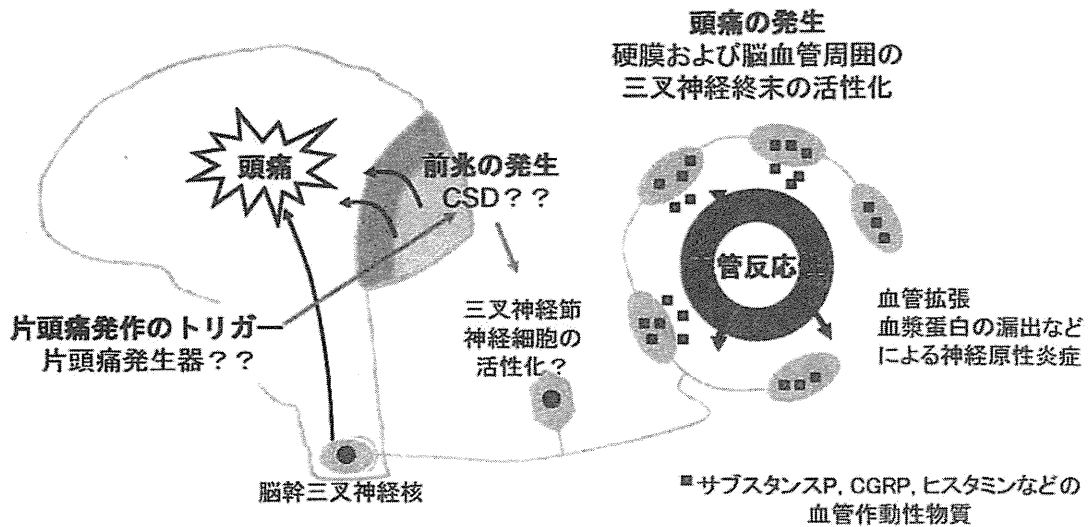 頭痛の発生
硬膜および脳血管周囲の
三叉神経終末の活性化
頭痛
前兆の発生
CSD??
管反応
片頭痛発作のトリガー
片頭痛発生器??
三叉神経節
神経細胞の
活性化?
血管拡張
血漿蛋白の漏出など
による神経原性炎症
脳幹三叉神経核
サブスタンスP, CGRP, ヒスタミンなどの
血管作動性物質